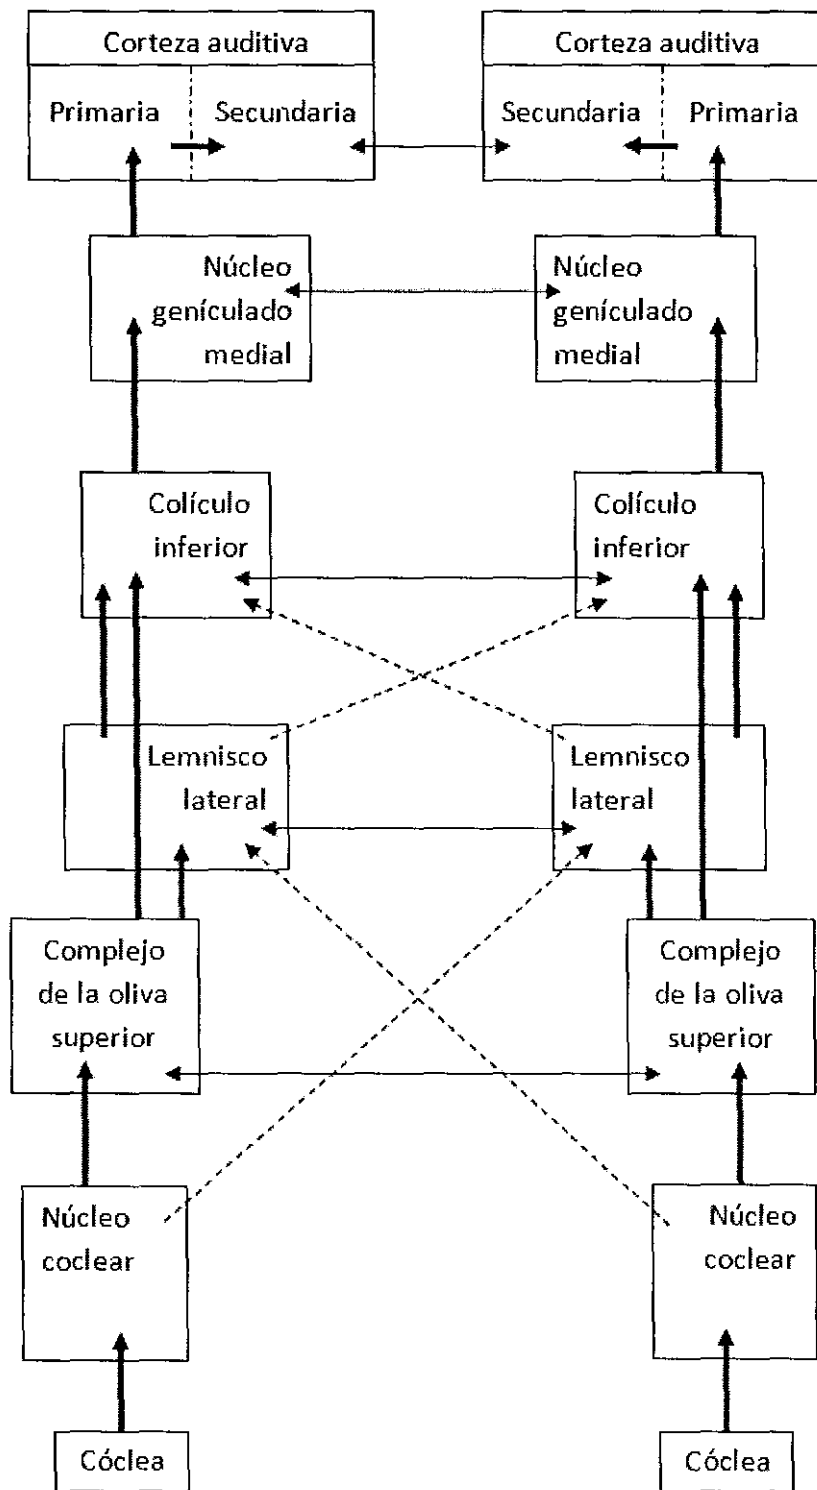 Corteza auditiva
Corteza auditiva
Primaria
Secundaria
Secundaria
Primaria
Núcleo
genículado
medial
Núcleo
genículado
medial
Colículo
inferior
Colículo
inferior
Lemnisco
lateral
Lemnisco
lateral
Complejo
de la oliva
superior
Complejo
de la oliva
superior
Núcleo
coclear
Núcleo
coclear
Cóclea
Cóclea